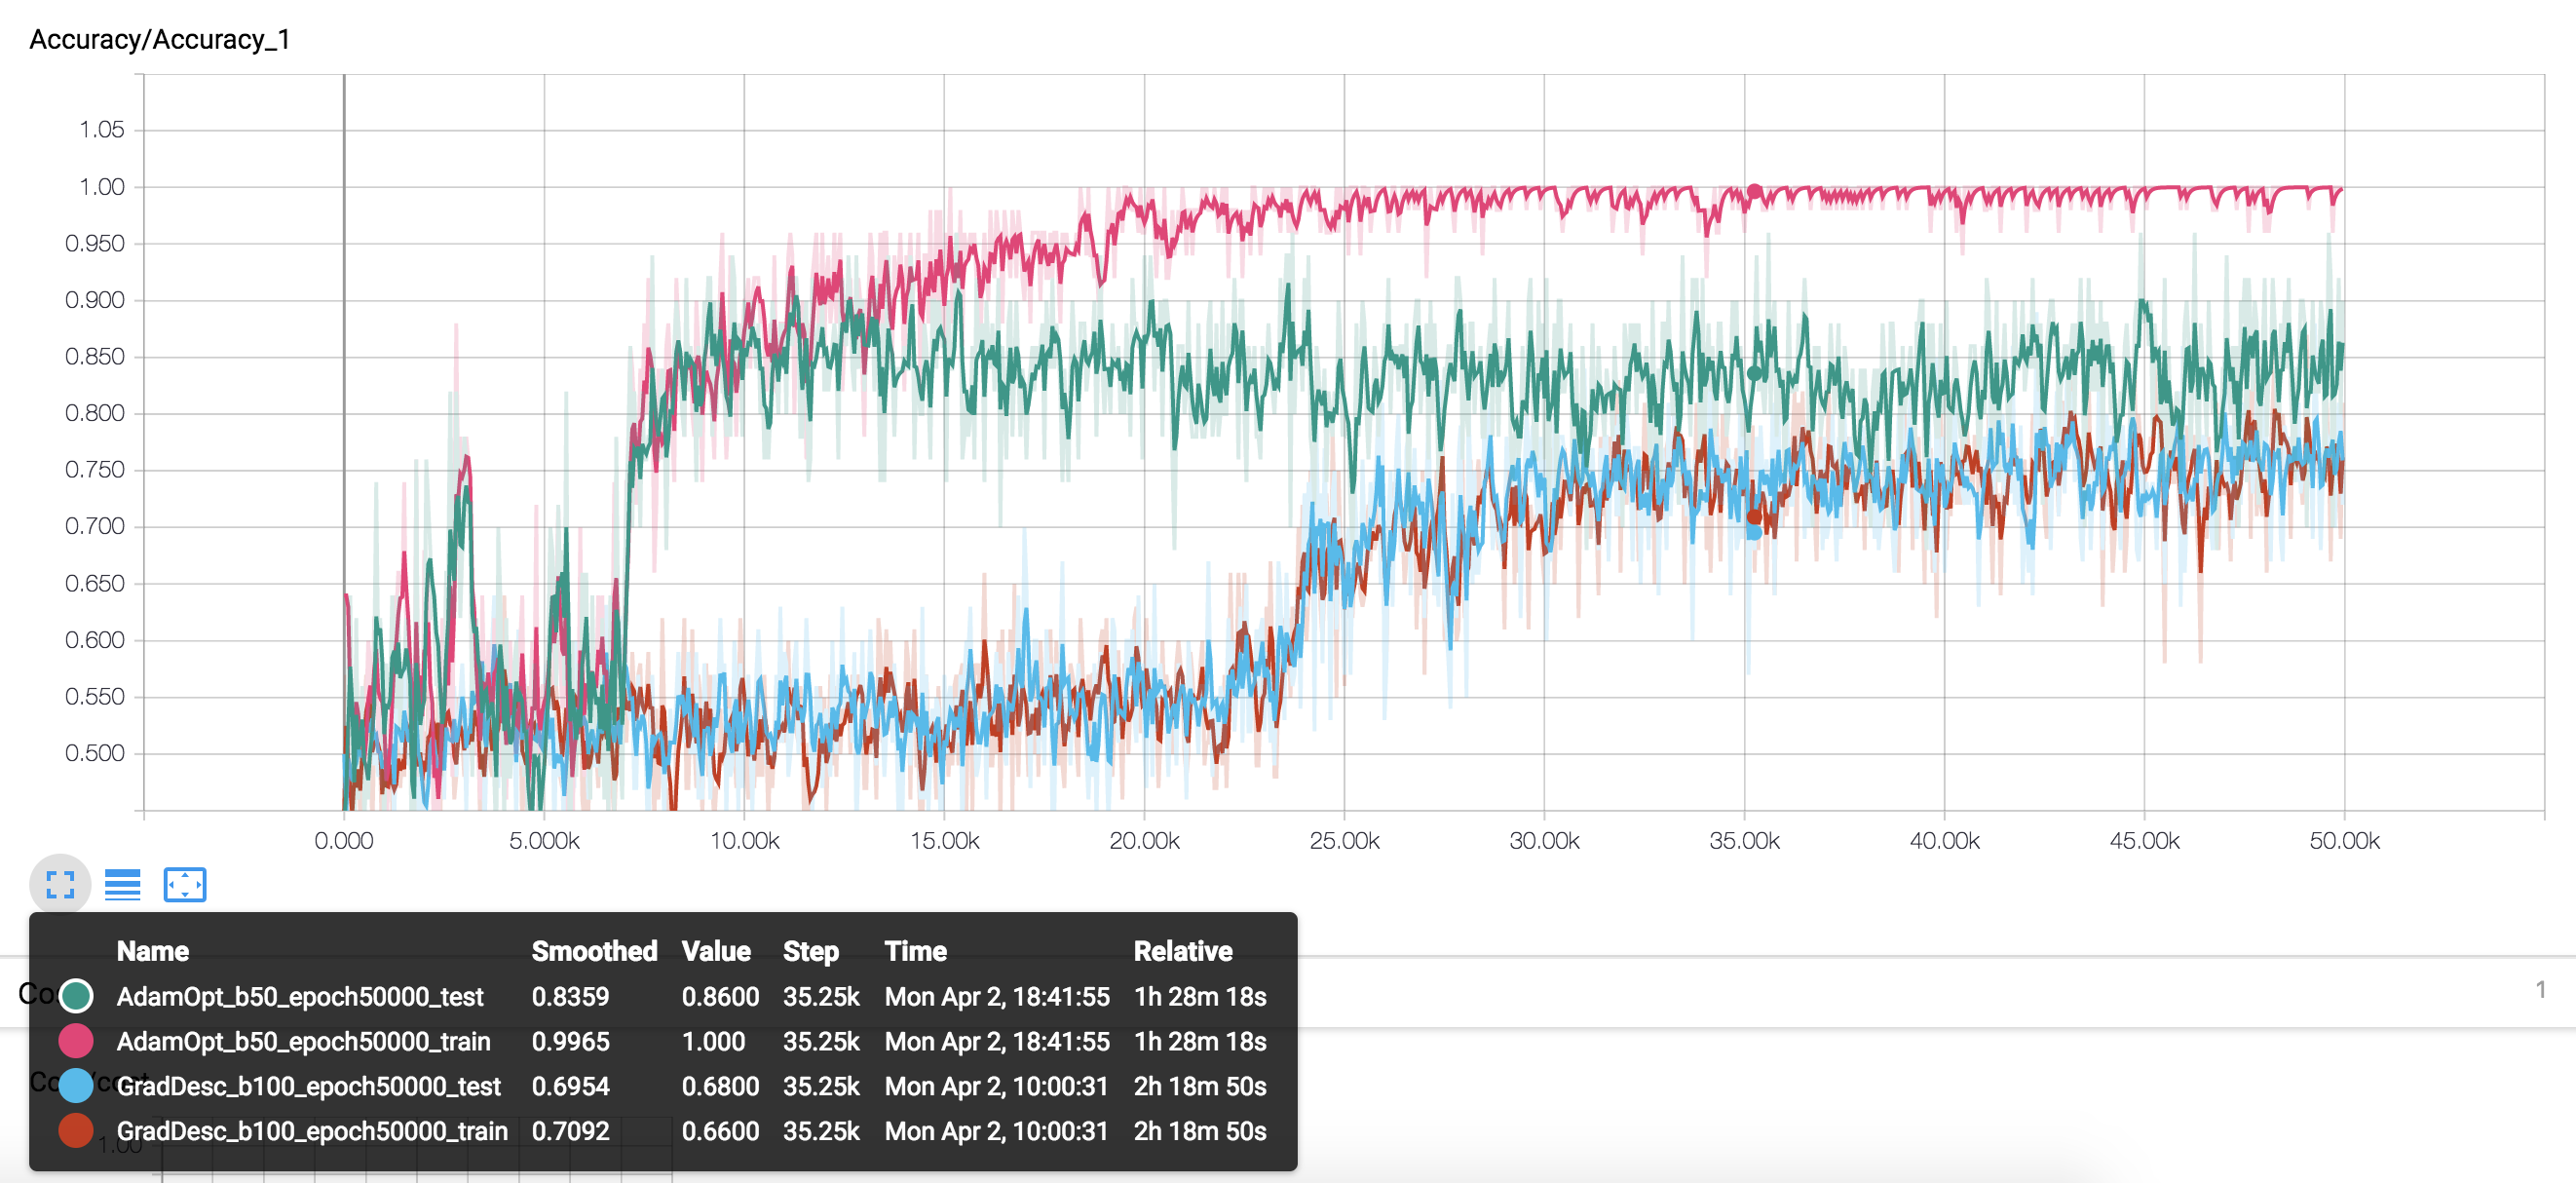 Accuracy/Accuracy_1
1.05
1.00
0.950
0.900
0.850
0.800
0.750
0.700
0.650
0.600
0.550
0.500
0.000 5.000k 10.00k 15.00k 20.00k 25.00k 30.00k 35.00k 40.00k 45.00k 50.00k
Name Smoothed Value Step Time Relative
Co
1
AdamOpt_b50_epoch50000_test 0.8359 0.8600 35.25k Mon Apr 2, 18:41:55 1h 28m 18s
AdamOpt_b50_epoch50000_train 0.9965 1.000 35.25k Mon Apr 2, 18:41:55 1h 28m 18s
GradDesc_b100_epoch50000_test 0.6954 0.6800 35.25k Mon Apr 2, 10:00:31 2h 18m 50s
GradDesc_b100_epoch50000_train 0.7092 0.6600 35.25k Mon Apr 2, 10:00:31 2h 18m 50s
1.00